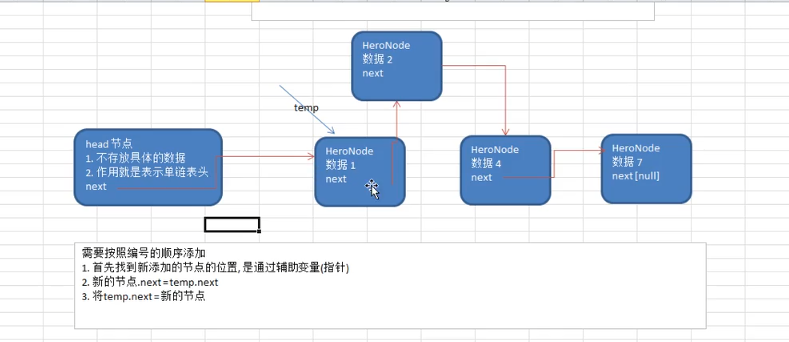 HeroNode
数据 2
next
temp
head 节点
1. 不存放具体的数据
2. 作用就是表示单链表头
next
HeroNode
数据 1
next
HeroNode
数据 4
next
HeroNode
数据 7
next[null]
需要按照编号的顺序添加
1. 首先找到新添加的节点的位置, 是通过辅助变量(指针)
2. 新的节点.next=temp.next
3. 将temp.next=新的节点